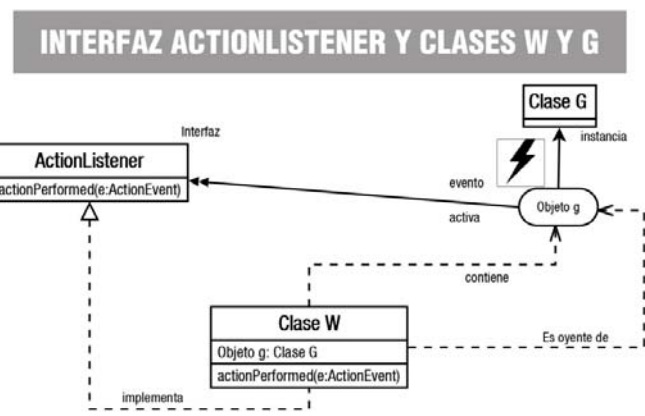 INTERFAZ ACTIONLISTENER Y CLASES W Y G
Clase G
Interfaz
instancia
ActionListener
actionPerformed(e:ActionEvent)
evento
Objeto g
activa
contiene
Clase W
Objeto g: Clase G
Es oyente de
actionPerformed(e:ActionEvent)
implementa